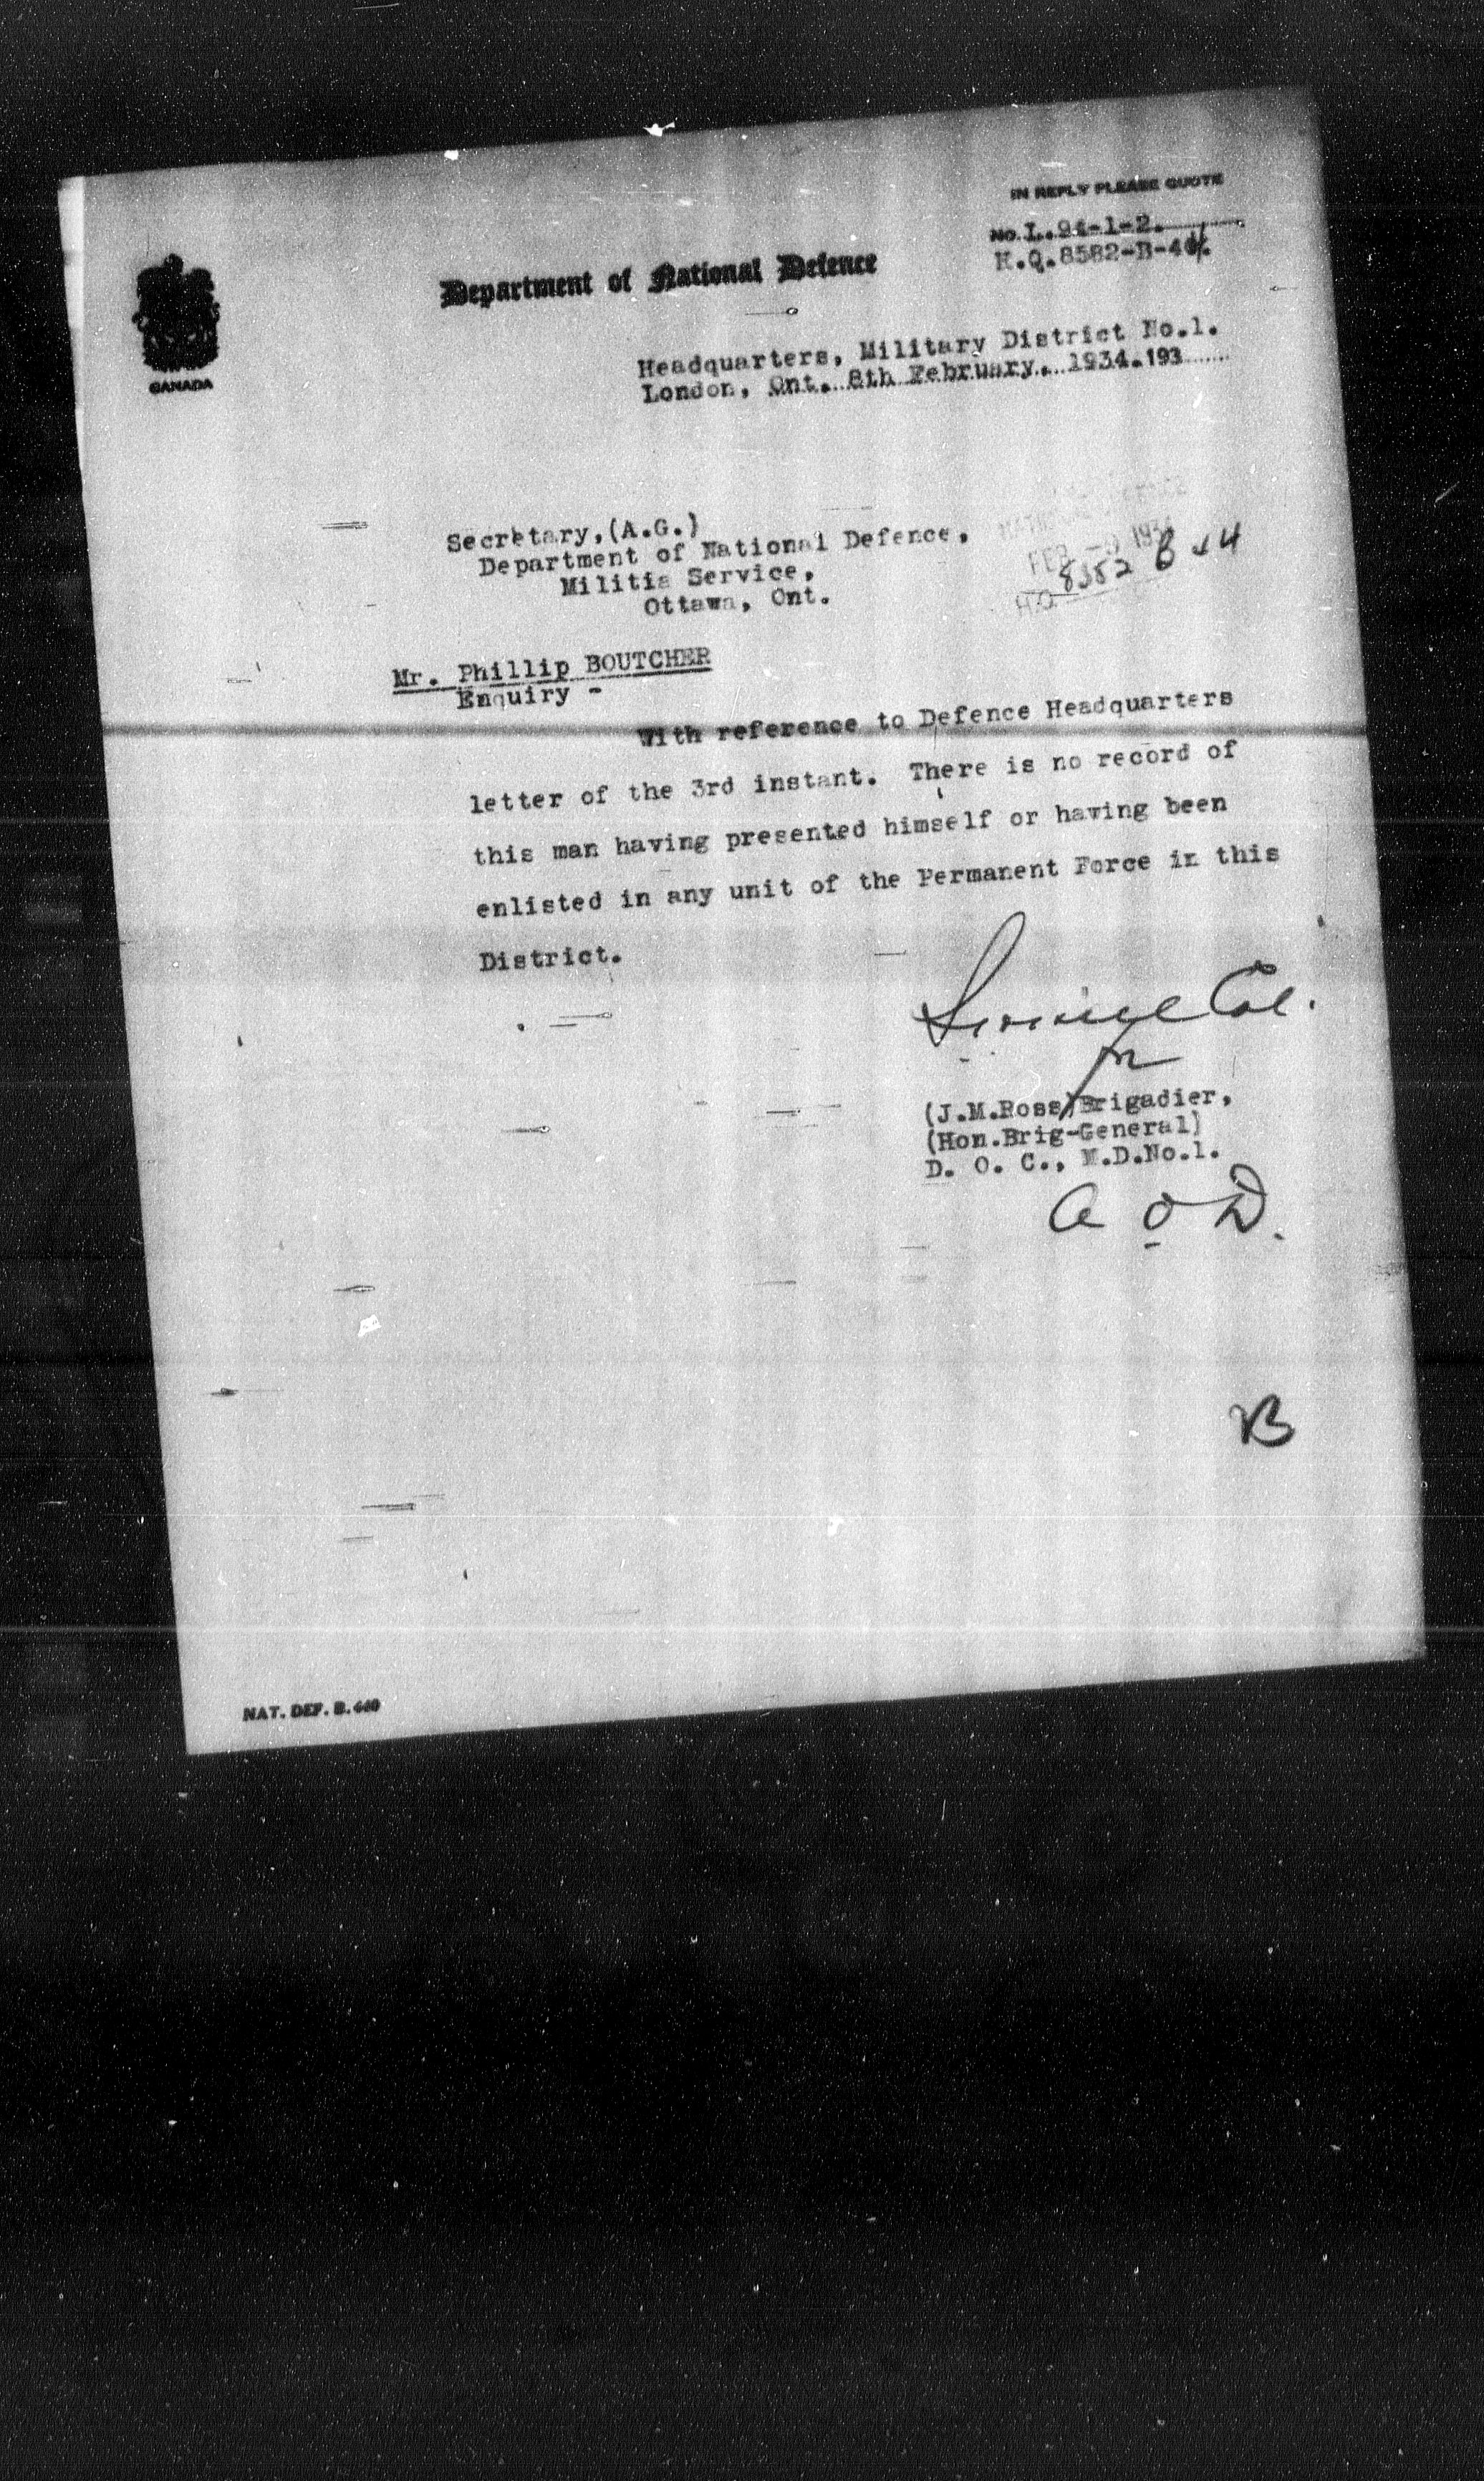 IN REPLY PLEASE QUOTE
No. L. 94-1-2.
H.Q. 8582-B-44.
CANADA
Department of National Defence
Headquarters, Military District No.1.
London, Ont. 8th February, 1934. 193
Secretary,(A.G.)
Department of National Defence,
Militia Service,
Ottawa, Ont.
FEB 1934
H.Q.
Mr. Phillip BOUTCHER
Enquiry -
With reference to Defence Headquarters
letter of the 3rd instant. There is no record of
this man having presented himself or having been
enlisted in any unit of the Permanent Force in this
District.
Col.
for
(J.M.Ross)Brigadier,
(Hon.Brig-General)
D. O. C., M.D.No.1.
B
NAT. DEF. B. 440